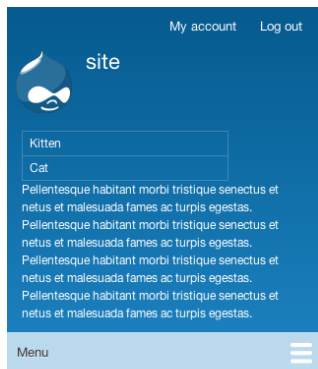 My account Log out
site
Kitten
Cat
Pellentesque habitant morbi tristique senectus et
netus et malesuada fames ac turpis egestas.
Pellentesque habitant morbi tristique senectus et
netus et malesuada fames ac turpis egestas.
Pellentesque habitant morbi tristique senectus et
netus et malesuada fames ac turpis egestas.
Pellentesque habitant morbi tristique senectus et
netus et malesuada fames ac turpis egestas.
Menu